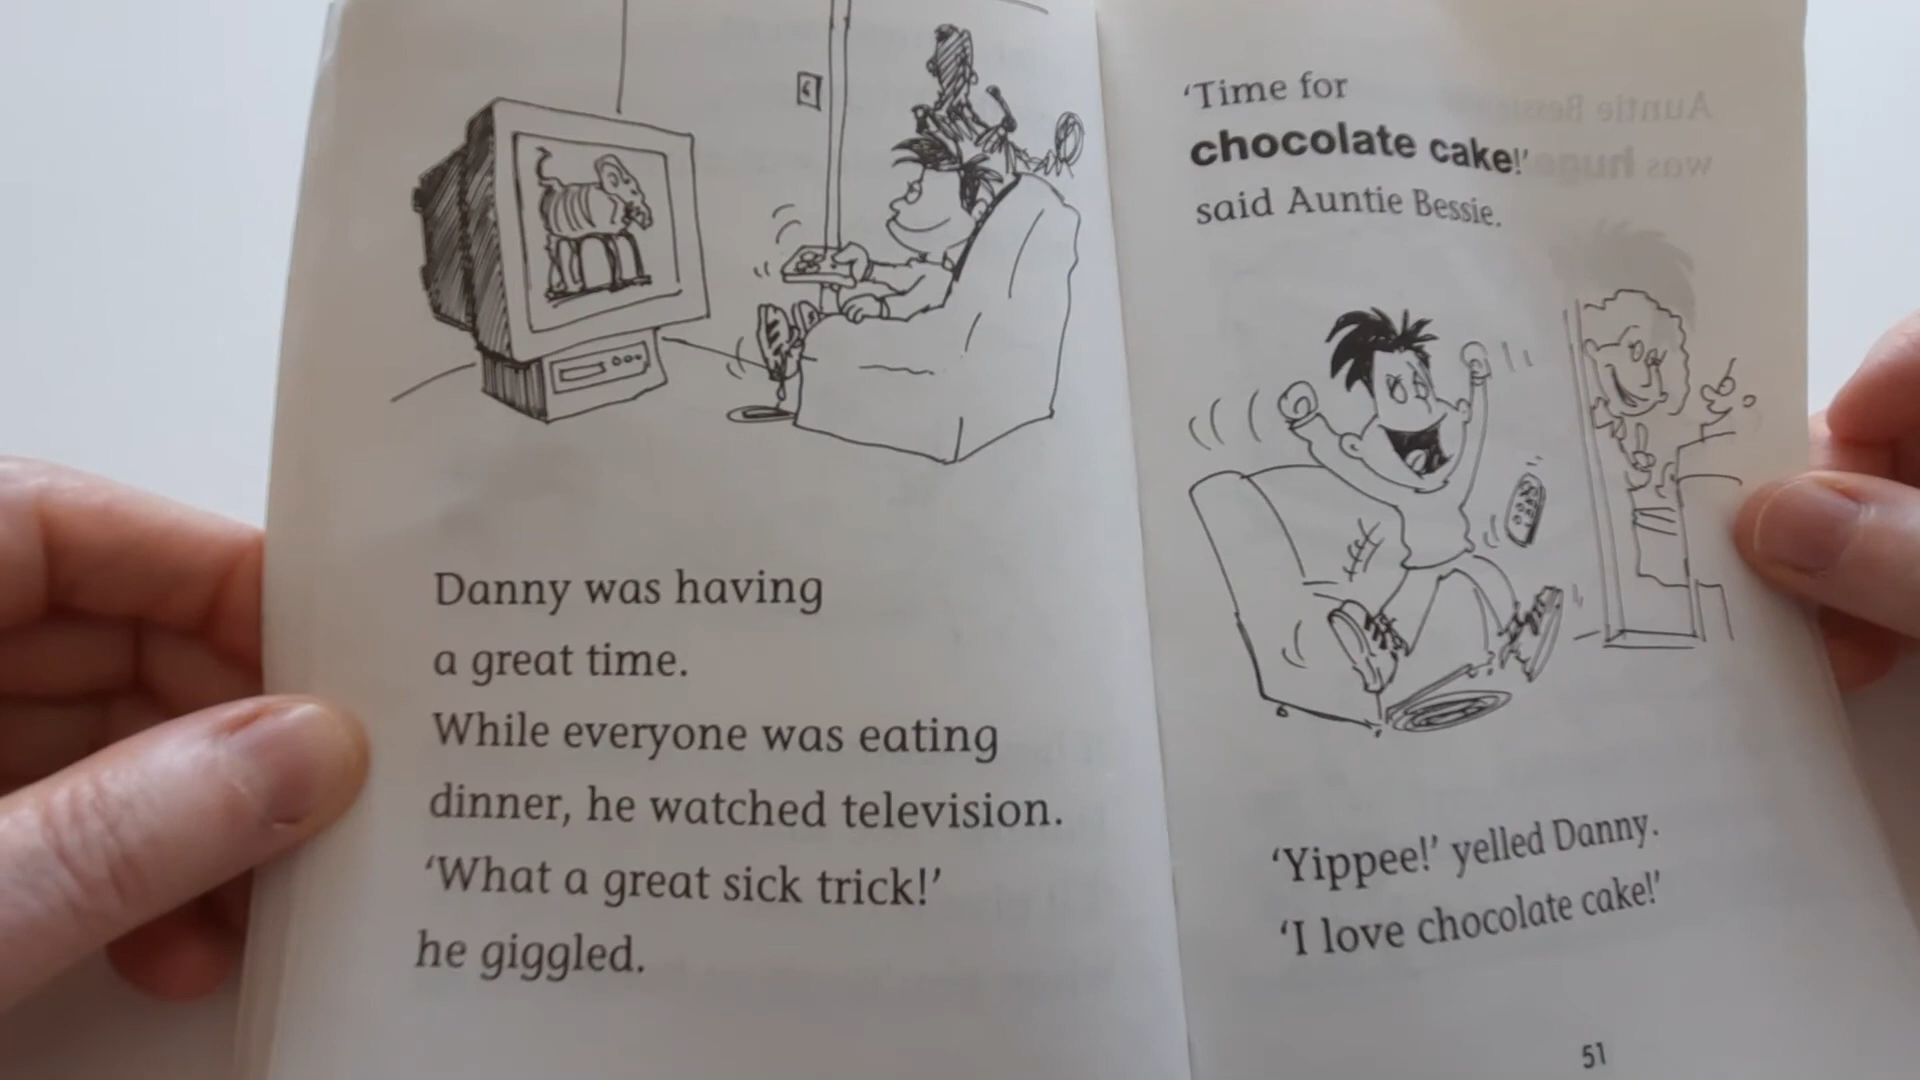 Danny was having
a great time.
While everyone was eating
dinner, he watched television.
‘What a great sick trick!’
he giggled.
‘Time for
chocolate cake!’
said Auntie Bessie.
‘Yippee!’ yelled Danny.
‘I love chocolate cake!’
51